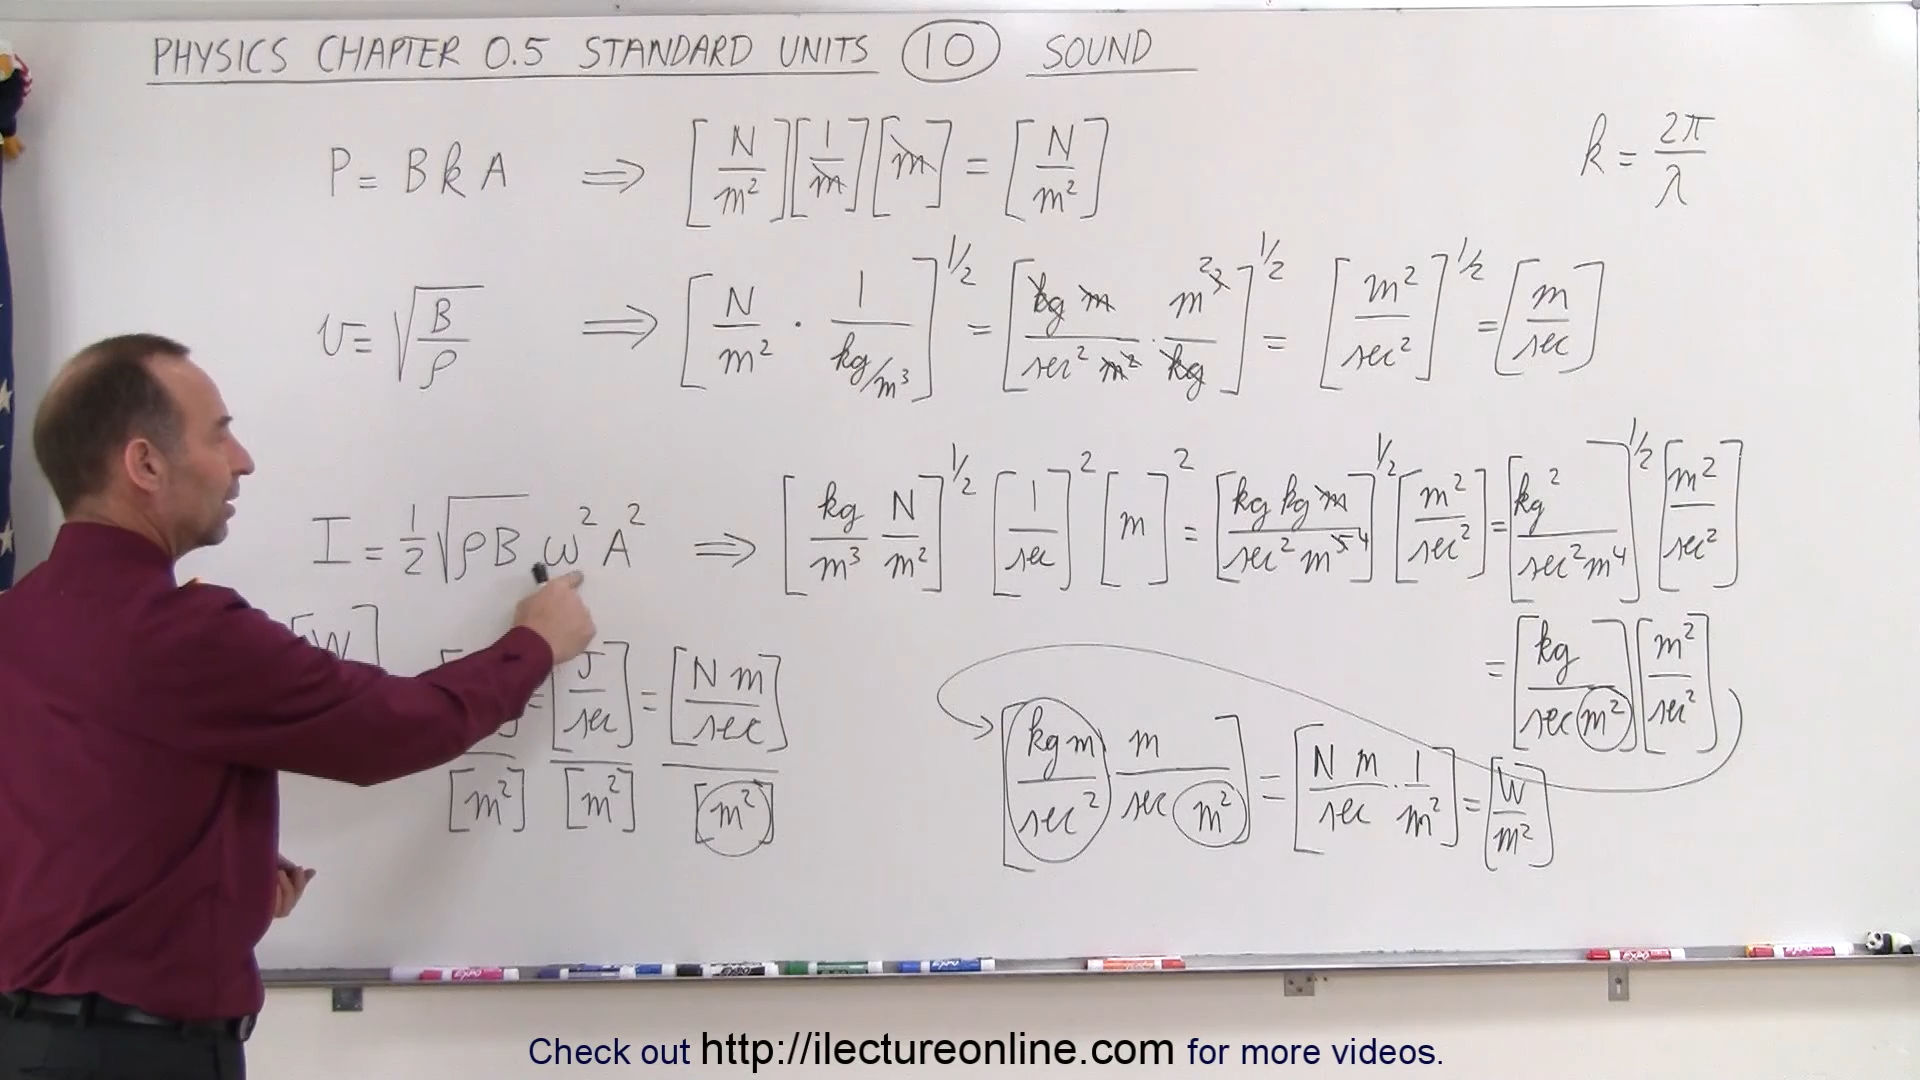 PHYSICS CHAPTER 0.5 STANDARD UNITS (10) SOUND
P = B k A ⇒ [N/m²][1/m][m] = [N/m²]
k = 2π/λ
v = √(B/ρ) ⇒ [N/m² · 1/(kg/m³)]^1/2 = [kg m/(sec² m²) · m³ ²/kg]^1/2 = [m²/sec²]^1/2 = [m/sec]
I = 1/2 √(ρB) ω² A² ⇒ [kg/m³ N/m²]^1/2 [1/sec]² [m]² = [kg kg m/(sec² m⁵ ⁴)]^1/2 [m²/sec²] = [kg²/(sec² m⁴)]^1/2 [m²/sec²]
= [kg/(sec m²)][m²/sec²]
[W
[m²] = [J/sec]/[m²] = [N m/sec]/[m²]
[kg m/sec² · m/(sec m²)] = [N m/sec · 1/m²] = [W/m²]
EXPO
Check out http://ilectureonline.com for more videos.